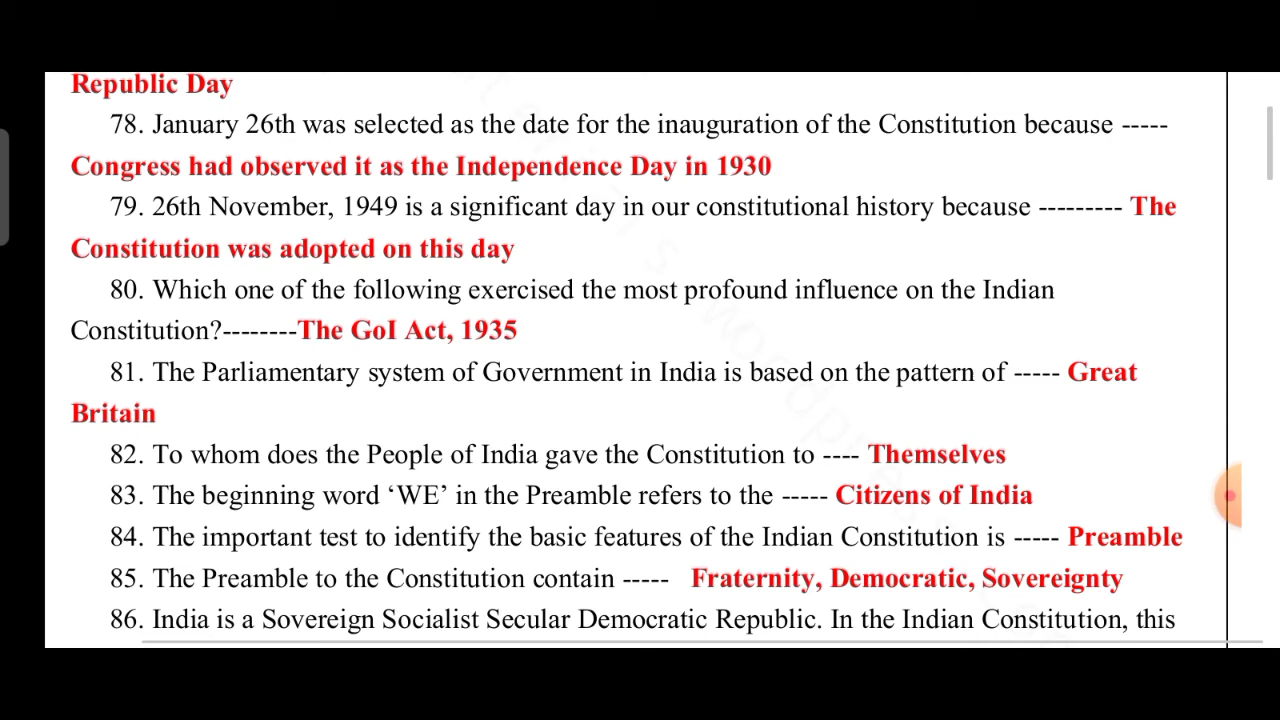 Republic Day
78. January 26th was selected as the date for the inauguration of the Constitution because -----
Congress had observed it as the Independence Day in 1930
79. 26th November, 1949 is a significant day in our constitutional history because --------- The
Constitution was adopted on this day
80. Which one of the following exercised the most profound influence on the Indian
Constitution?--------The GoI Act, 1935
81. The Parliamentary system of Government in India is based on the pattern of ----- Great
Britain
82. To whom does the People of India gave the Constitution to ---- Themselves
83. The beginning word ‘WE’ in the Preamble refers to the ----- Citizens of India
84. The important test to identify the basic features of the Indian Constitution is ----- Preamble
85. The Preamble to the Constitution contain ----- Fraternity, Democratic, Sovereignty
86. India is a Sovereign Socialist Secular Democratic Republic. In the Indian Constitution, this